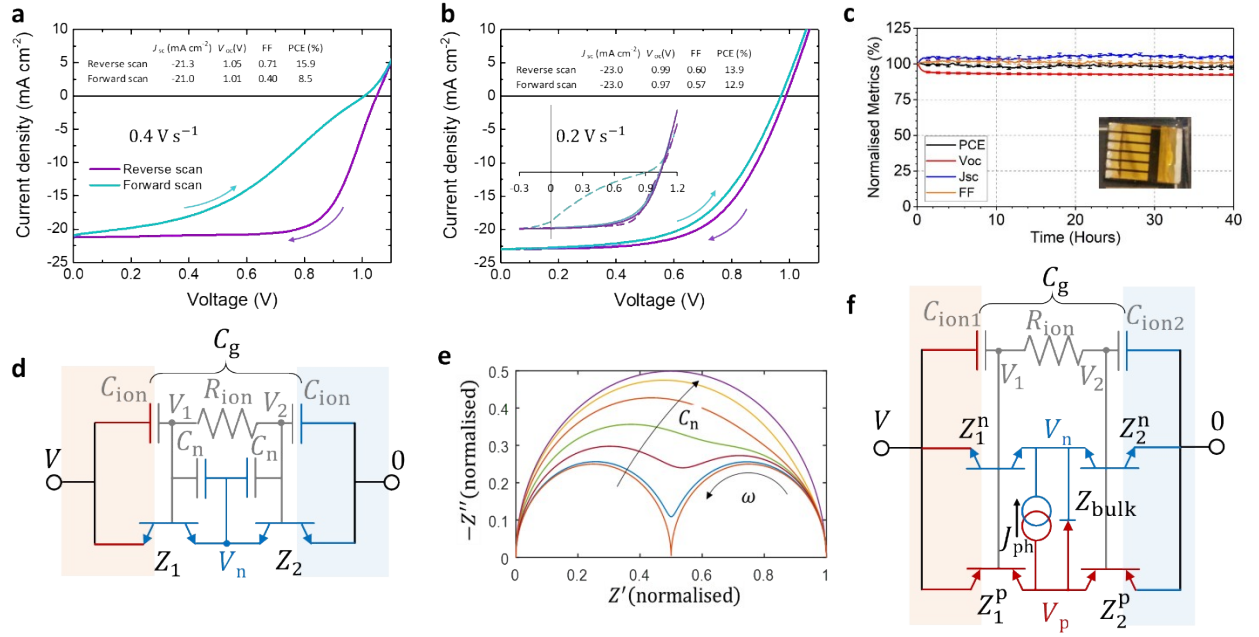 a
10
5
0
-5
-10
-15
-20
-25
0.0 0.2 0.4 0.6 0.8 1.0
Current density (mA cm⁻²)
Voltage (V)
Jsc (mA cm⁻²) Voc(V) FF PCE (%)
Reverse scan -21.3 1.05 0.71 15.9
Forward scan -21.0 1.01 0.40 8.5
0.4 V s⁻¹
Reverse scan
Forward scan
b
10
5
0
-5
-10
-15
-20
-25
0.0 0.2 0.4 0.6 0.8 1.0
Current density (mA cm⁻²)
Voltage (V)
Jsc (mA cm⁻²) Voc(V) FF PCE (%)
Reverse scan -23.0 0.99 0.60 13.9
Forward scan -23.0 0.97 0.57 12.9
0.2 V s⁻¹
-0.3 0 0.3 0.6 0.9 1.2
c
125
100
75
50
25
0
0 10 20 30 40
Normalised Metrics (%)
Time (Hours)
PCE
Voc
Jsc
FF
d
Cg
Cion Rion Cion
V1 V2
Cn Cn
V 0
Z1 Vn Z2
e
0.5
0.4
0.3
0.2
0.1
0
0 0.2 0.4 0.6 0.8 1
−Z′′(normalised)
Z′(normalised)
Cn
ω
f
Cg
Cion1 Rion Cion2
V1 V2
V 0
Z1ⁿ Vn Z2ⁿ
Zbulk
Jph
Z1ᵖ Vp Z2ᵖ